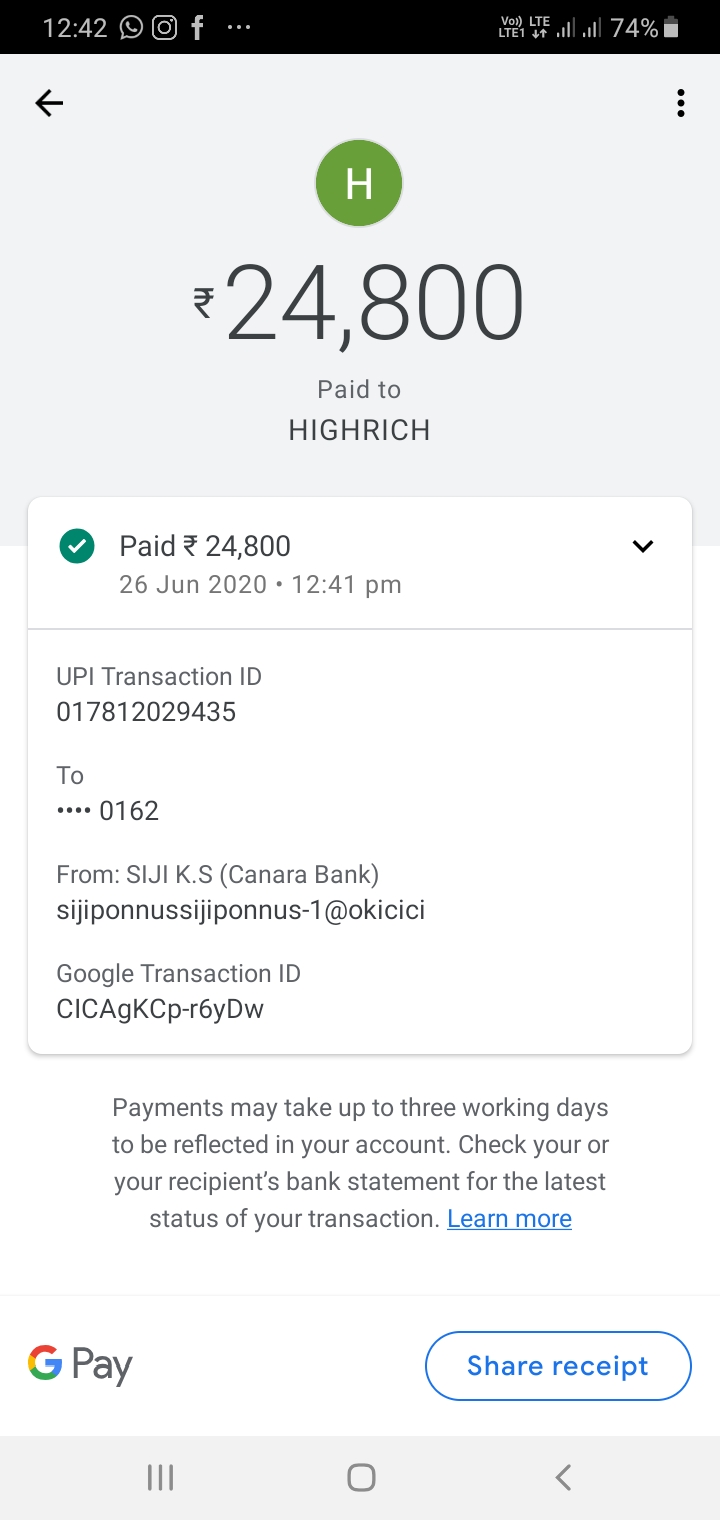 12:42 ... Vo)) LTE LTE1 74%
H
₹24,800
Paid to
HIGHRICH
Paid ₹ 24,800
26 Jun 2020 • 12:41 pm
UPI Transaction ID
017812029435
To
•••• 0162
From: SIJI K.S (Canara Bank)
sijiponnussijiponnus-1@okicici
Google Transaction ID
CICAgKCp-r6yDw
Payments may take up to three working days
to be reflected in your account. Check your or
your recipient's bank statement for the latest
status of your transaction. Learn more
G Pay
Share receipt